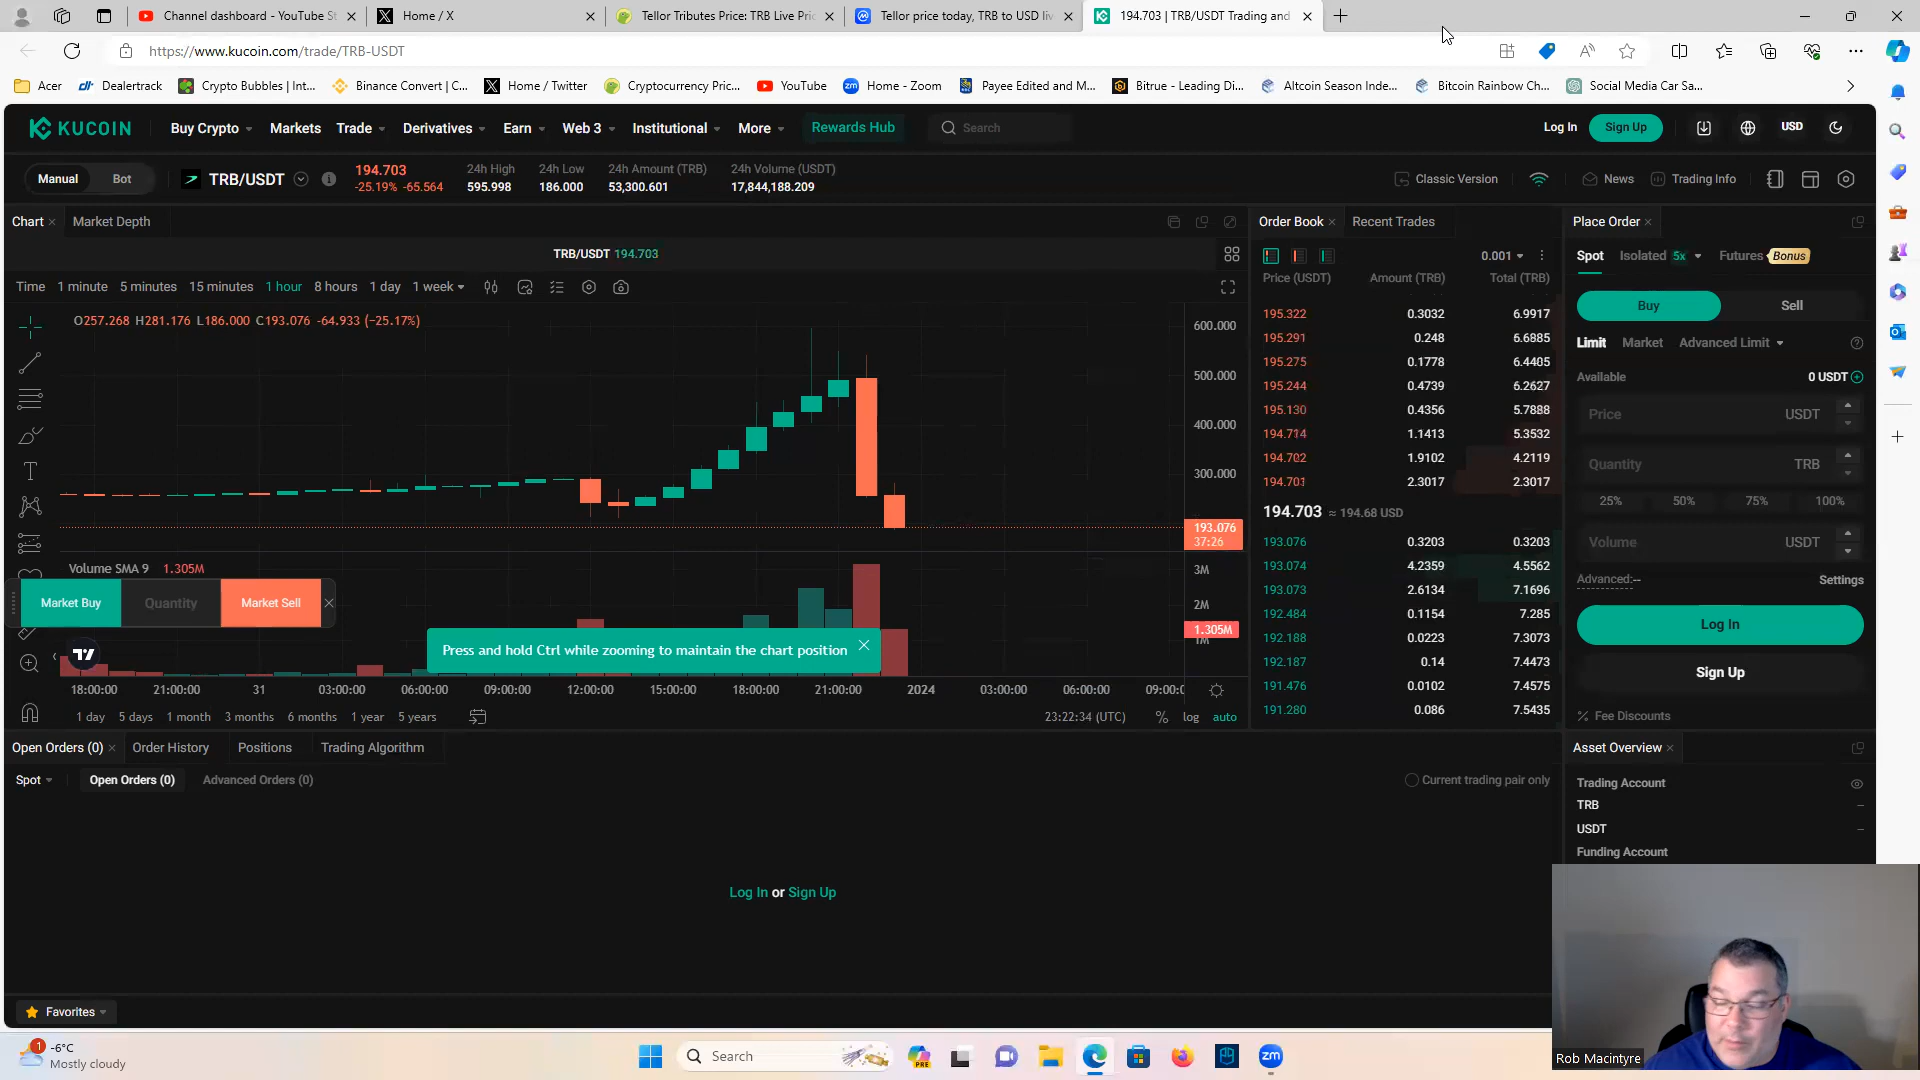 Channel dashboard - YouTube St
Home / X
Tellor Tributes Price: TRB Live Pric
Tellor price today, TRB to USD live
194.703 | TRB/USDT Trading and
https://www.kucoin.com/trade/TRB-USDT
Acer
Dealertrack
Crypto Bubbles | Int...
Binance Convert | C...
Home / Twitter
Cryptocurrency Pric...
YouTube
Home - Zoom
Payee Edited and M...
Bitrue - Leading Di...
Altcoin Season Inde...
Bitcoin Rainbow Ch...
Social Media Car Sa...
KUCOIN
Buy Crypto
Markets
Trade
Derivatives
Earn
Web 3
Institutional
More
Rewards Hub
Search
Log In
Sign Up
USD
Manual
Bot
TRB/USDT
194.703
-25.19% -65.564
24h High
595.998
24h Low
186.000
24h Amount (TRB)
53,300.601
24h Volume (USDT)
17,844,188.209
Classic Version
News
Trading Info
Chart
Market Depth
TRB/USDT 194.703
Time 1 minute 5 minutes 15 minutes 1 hour 8 hours 1 day 1 week
O257.268 H281.176 L186.000 C193.076 -64.933 (-25.17%)
600.000
500.000
400.000
300.000
193.076
37:26
Volume SMA 9 1.305M
3M
2M
1.305M
1M
Market Buy
Quantity
Market Sell
Press and hold Ctrl while zooming to maintain the chart position
18:00:00 21:00:00 31 03:00:00 06:00:00 09:00:00 12:00:00 15:00:00 18:00:00 21:00:00 2024 03:00:00 06:00:00 09:00:0
1 day 5 days 1 month 3 months 6 months 1 year 5 years
23:22:34 (UTC) % log auto
Order Book
Recent Trades
0.001
Price (USDT) Amount (TRB) Total (TRB)
195.322 0.3032 6.9917
195.291 0.248 6.6885
195.275 0.1778 6.4405
195.244 0.4739 6.2627
195.130 0.4356 5.7888
194.714 1.1413 5.3532
194.702 1.9102 4.2119
194.701 2.3017 2.3017
194.703 ≈ 194.68 USD
193.076 0.3203 0.3203
193.074 4.2359 4.5562
193.073 2.6134 7.1696
192.484 0.1154 7.285
192.188 0.0223 7.3073
192.187 0.14 7.4473
191.476 0.0102 7.4575
191.280 0.086 7.5435
Place Order
Spot Isolated 5x Futures Bonus
Buy
Sell
Limit Market Advanced Limit
Available 0 USDT
Price USDT
Quantity TRB
25% 50% 75% 100%
Volume USDT
Advanced:-- Settings
Log In
Sign Up
Fee Discounts
Open Orders (0)
Order History
Positions
Trading Algorithm
Spot
Open Orders (0)
Advanced Orders (0)
Current trading pair only
Log In or Sign Up
Asset Overview
Trading Account
TRB --
USDT --
Funding Account
Favorites
Rob Macintyre
1
-6°C
Mostly cloudy
Search
PRE
zm